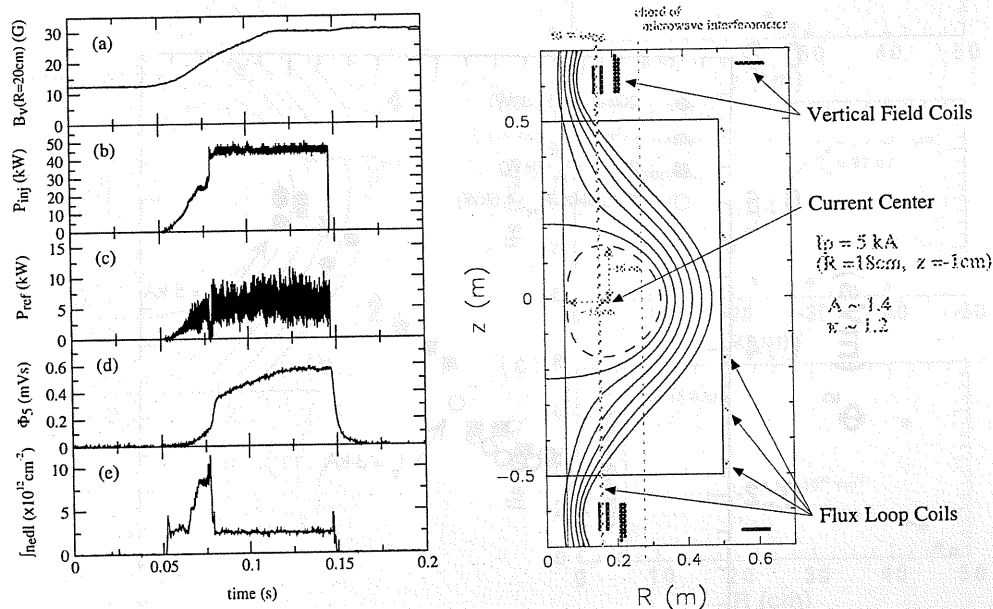 chord of
microwave interferometer
B_v(R=20cm) (G)
30
20
10
0
(a)
P_inj (kW)
50
40
30
20
10
0
(b)
P_ref (kW)
15
10
5
0
(c)
Φ_5 (mVs)
0.6
0.4
0.2
0
(d)
∫n_edl (x10^12 cm^-2)
10
5
0
(e)
0
0.05
0.1
0.15
0.2
time (s)
z (m)
0.5
0
−0.5
0
0.2
0.4
0.6
R (m)
Vertical Field Coils
Current Center
Ip = 5 kA
(R =18cm, z =-1cm)
A ~ 1.4
κ ~ 1.2
Flux Loop Coils